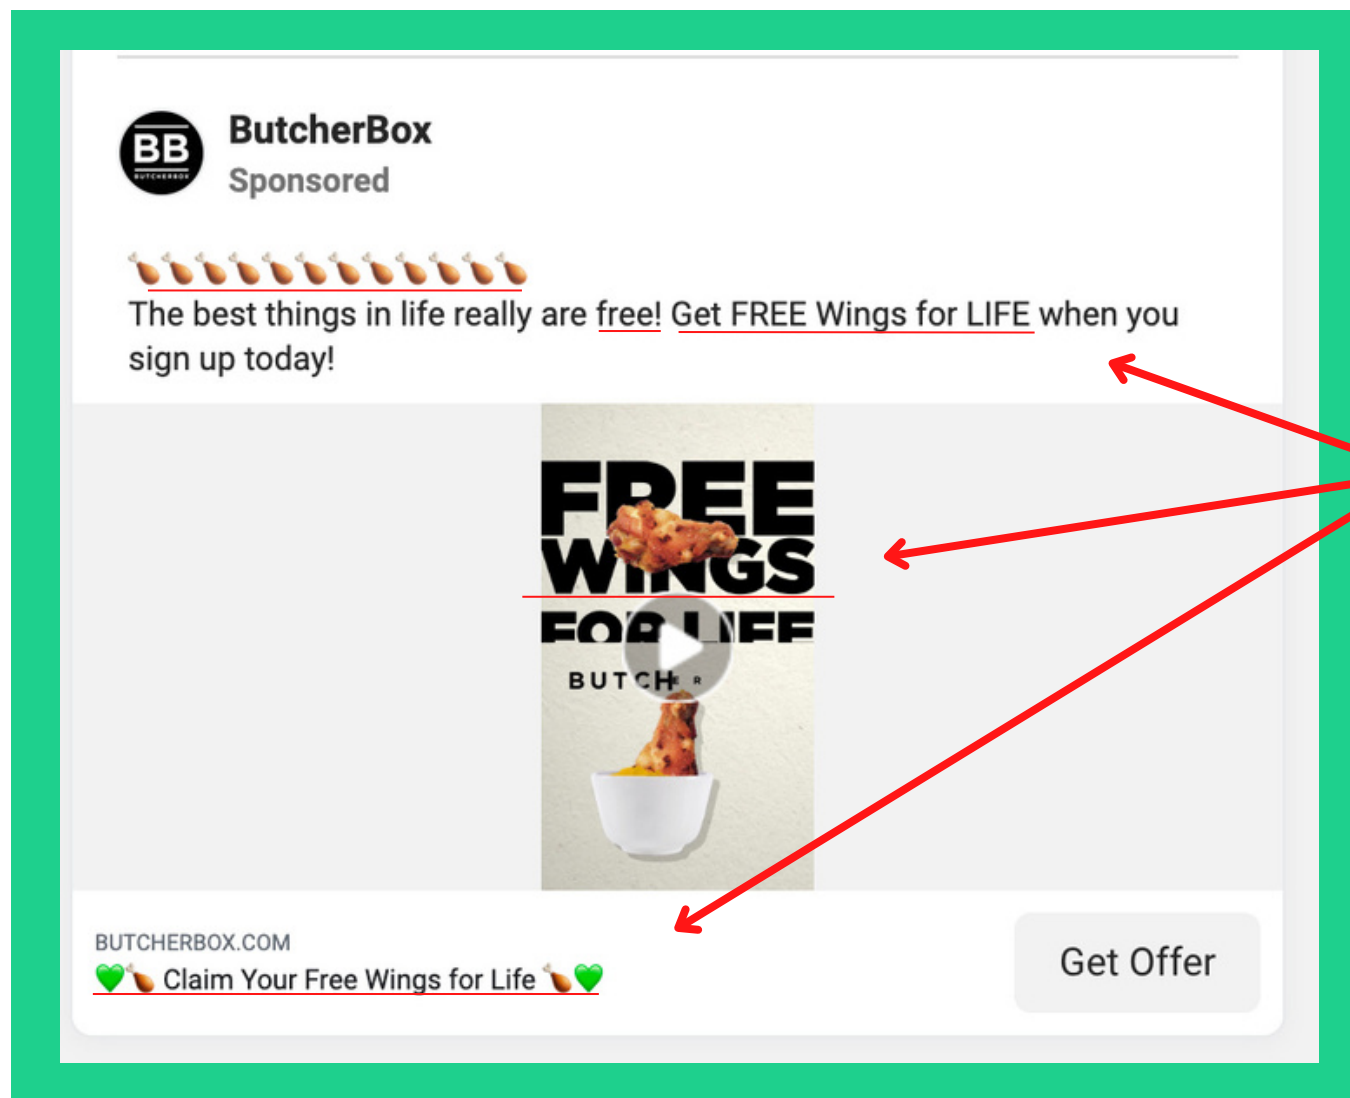 BB
BUTCHERBOX
ButcherBox
Sponsored
🍗🍗🍗🍗🍗🍗🍗🍗🍗🍗🍗🍗
The best things in life really are free! Get FREE Wings for LIFE when you
sign up today!
FREE
WINGS
FOR LIFE
BUTCHER
BUTCHERBOX.COM
💚🍗 Claim Your Free Wings for Life 🍗💚
Get Offer